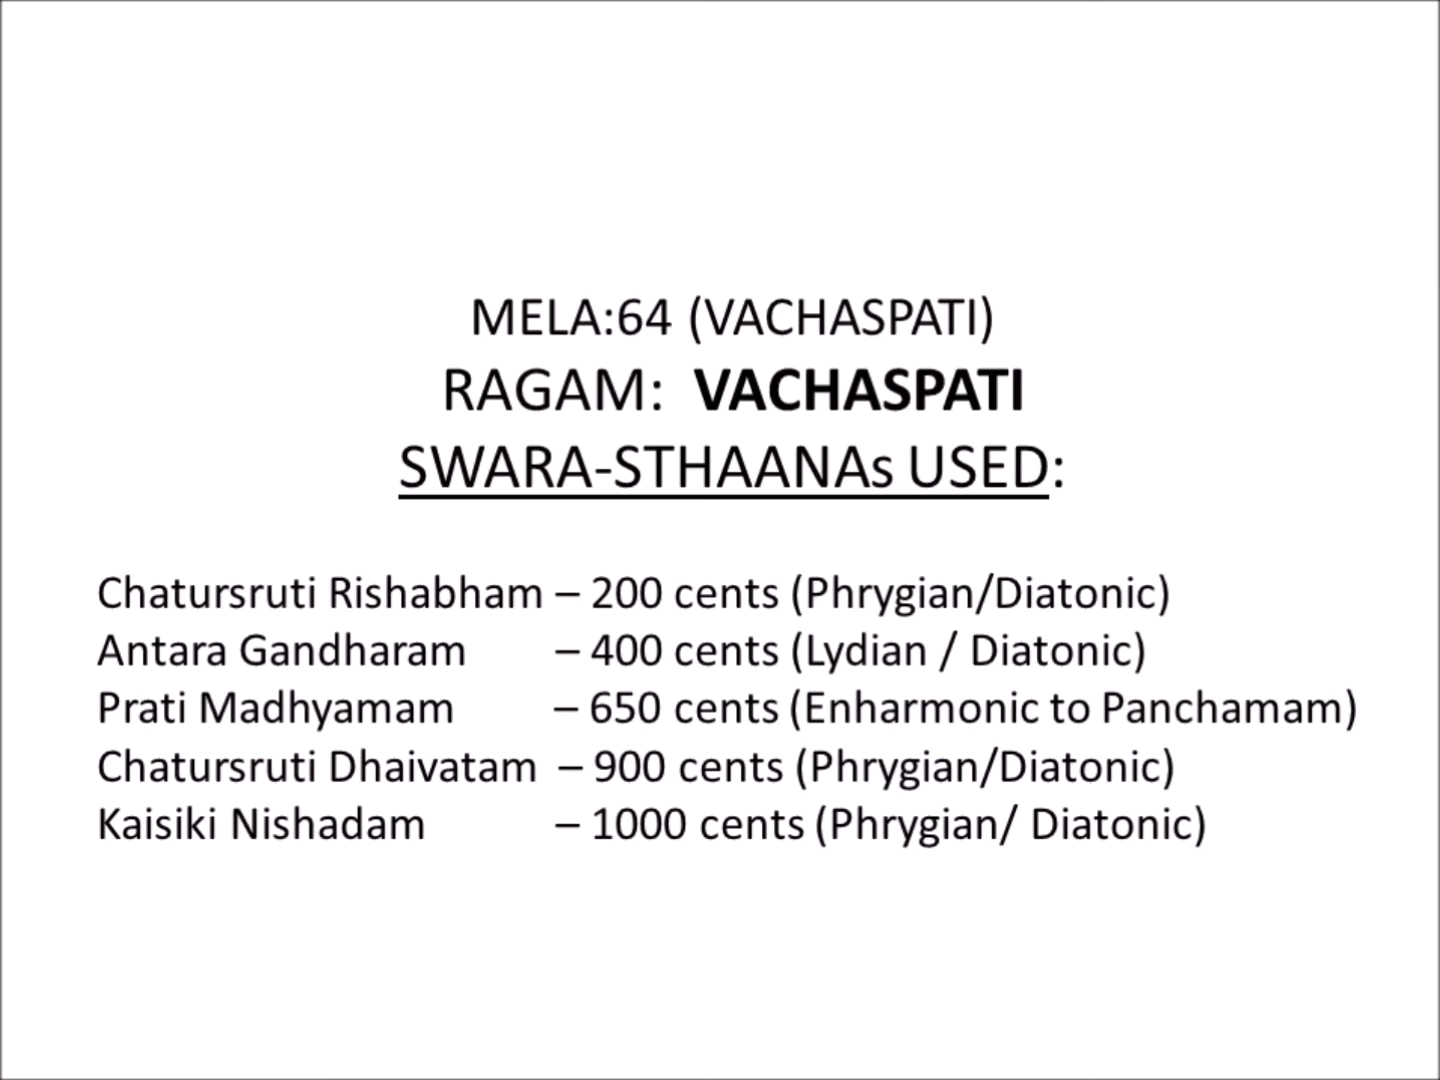 MELA:64 (VACHASPATI)
RAGAM: VACHASPATI
SWARA-STHAANAs USED:
Chatursruti Rishabham – 200 cents (Phrygian/Diatonic)
Antara Gandharam – 400 cents (Lydian / Diatonic)
Prati Madhyamam – 650 cents (Enharmonic to Panchamam)
Chatursruti Dhaivatam – 900 cents (Phrygian/Diatonic)
Kaisiki Nishadam – 1000 cents (Phrygian/ Diatonic)